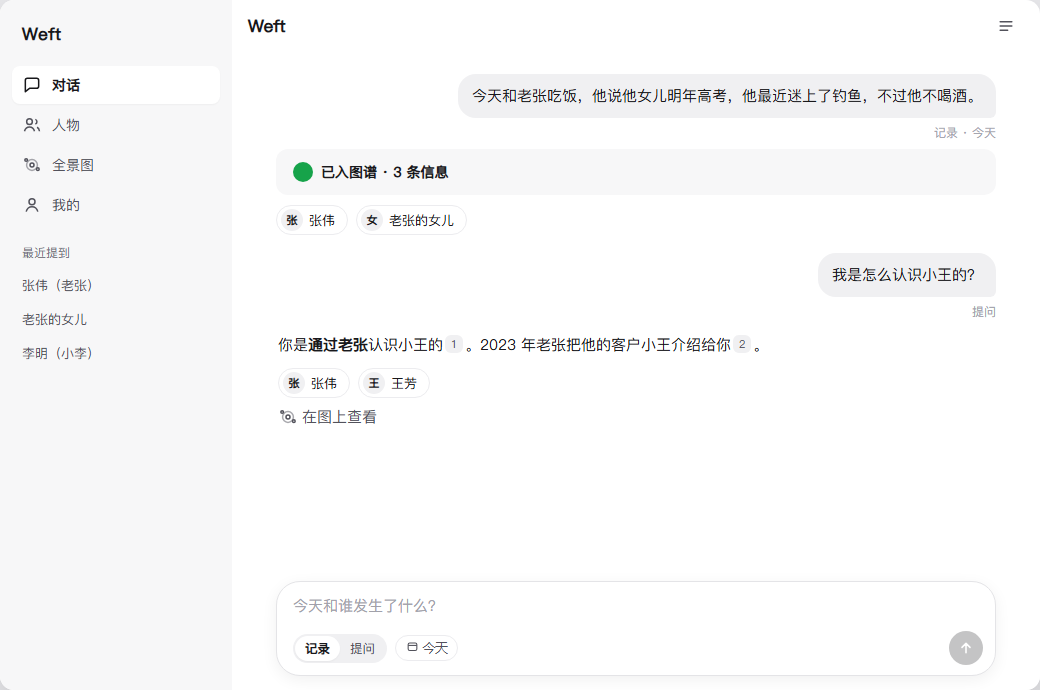 Weft
对话
人物
全景图
我的
最近提到
张伟（老张）
老张的女儿
李明（小李）
Weft
今天和老张吃饭，他说他女儿明年高考，他最近迷上了钓鱼，不过他不喝酒。
记录 · 今天
已入图谱 · 3 条信息
张 张伟 女 老张的女儿
我是怎么认识小王的?
提问
你是通过老张认识小王的 1 。2023 年老张把他的客户小王介绍给你 2 。
张 张伟 王 王芳
在图上查看
今天和谁发生了什么?
记录 提问 今天